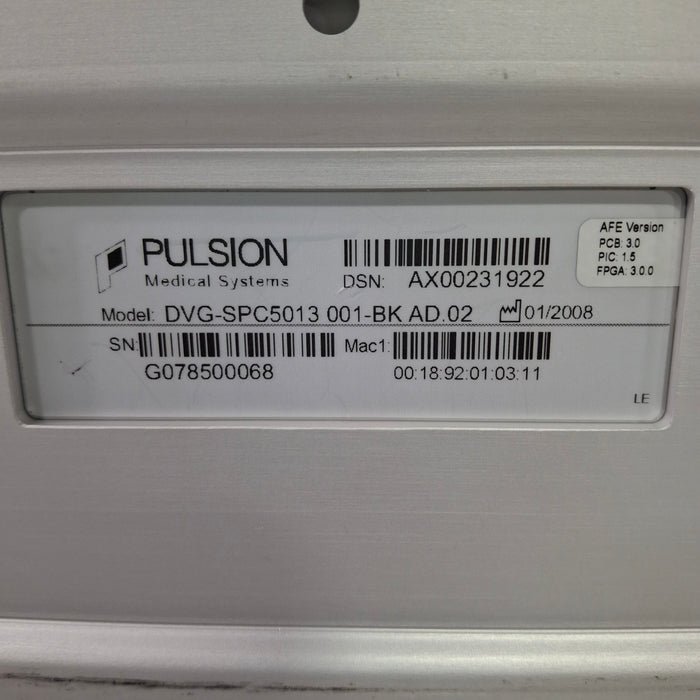 PULSION
Medical Systems
DSN: AX00231922
AFE Version
PCB: 3.0
PIC: 1.5
FPGA: 3.0.0
Model: DVG-SPC5013 001-BK AD.02 01/2008
SN:
G078500068
Mac1:
00:18:92:01:03:11
LE